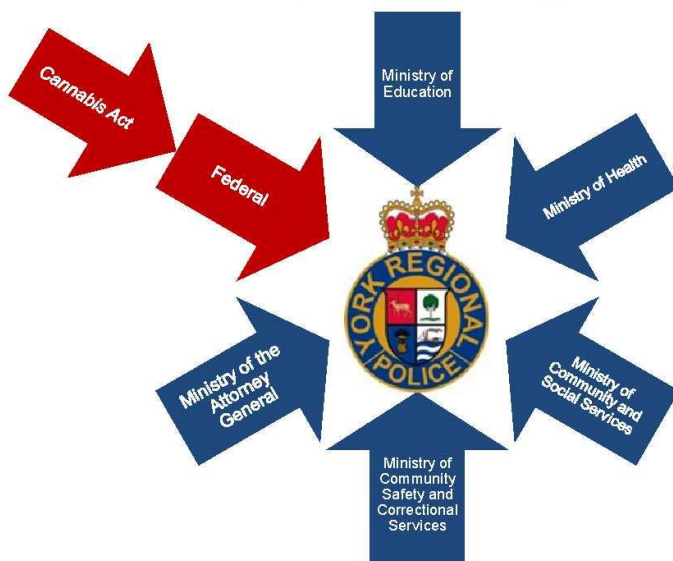 Cannabis Act
Federal
Ministry of
Education
Ministry of Health
YORK REGIONAL
POLICE
Ministry of the
Attorney
General
Ministry of
Community and
Social Services
Ministry of
Community
Safety and
Correctional
Services